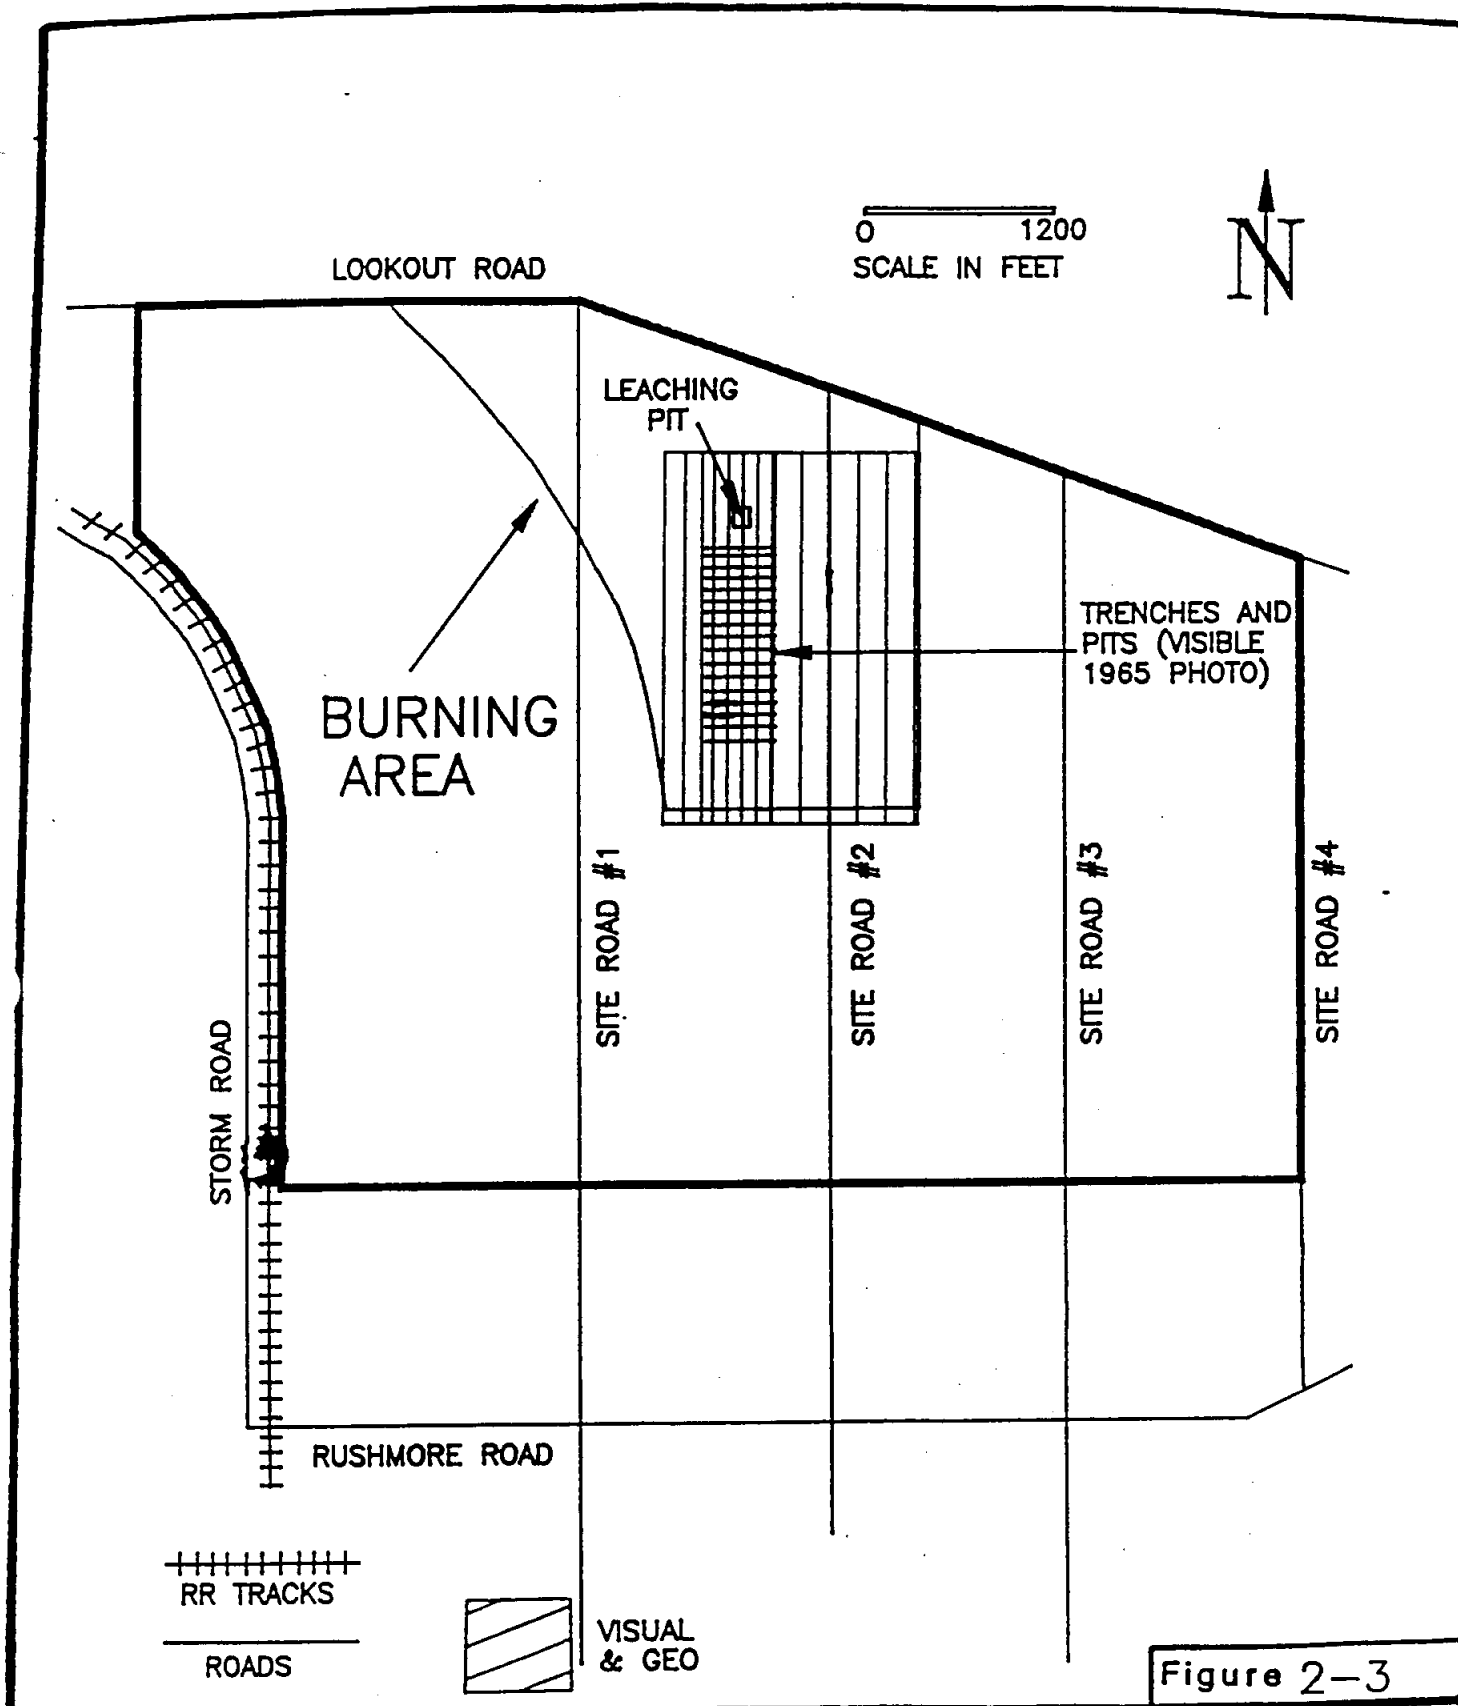 0 1200
SCALE IN FEET
N
LOOKOUT ROAD
LEACHING
PIT
TRENCHES AND
PITS (VISIBLE
1965 PHOTO)
BURNING
AREA
SITE ROAD #1
SITE ROAD #2
SITE ROAD #3
SITE ROAD #4
STORM ROAD
RUSHMORE ROAD
RR TRACKS
ROADS
VISUAL
& GEO
Figure 2-3